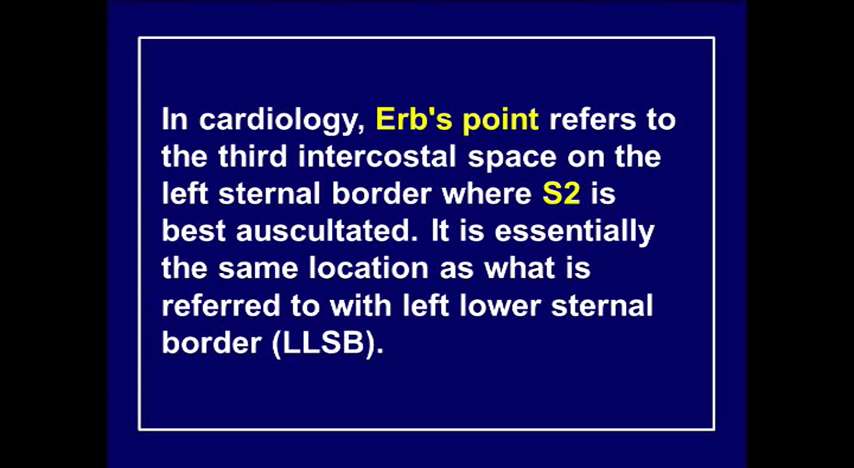 In cardiology, Erb's point refers to
the third intercostal space on the
left sternal border where S2 is
best auscultated. It is essentially
the same location as what is
referred to with left lower sternal
border (LLSB).